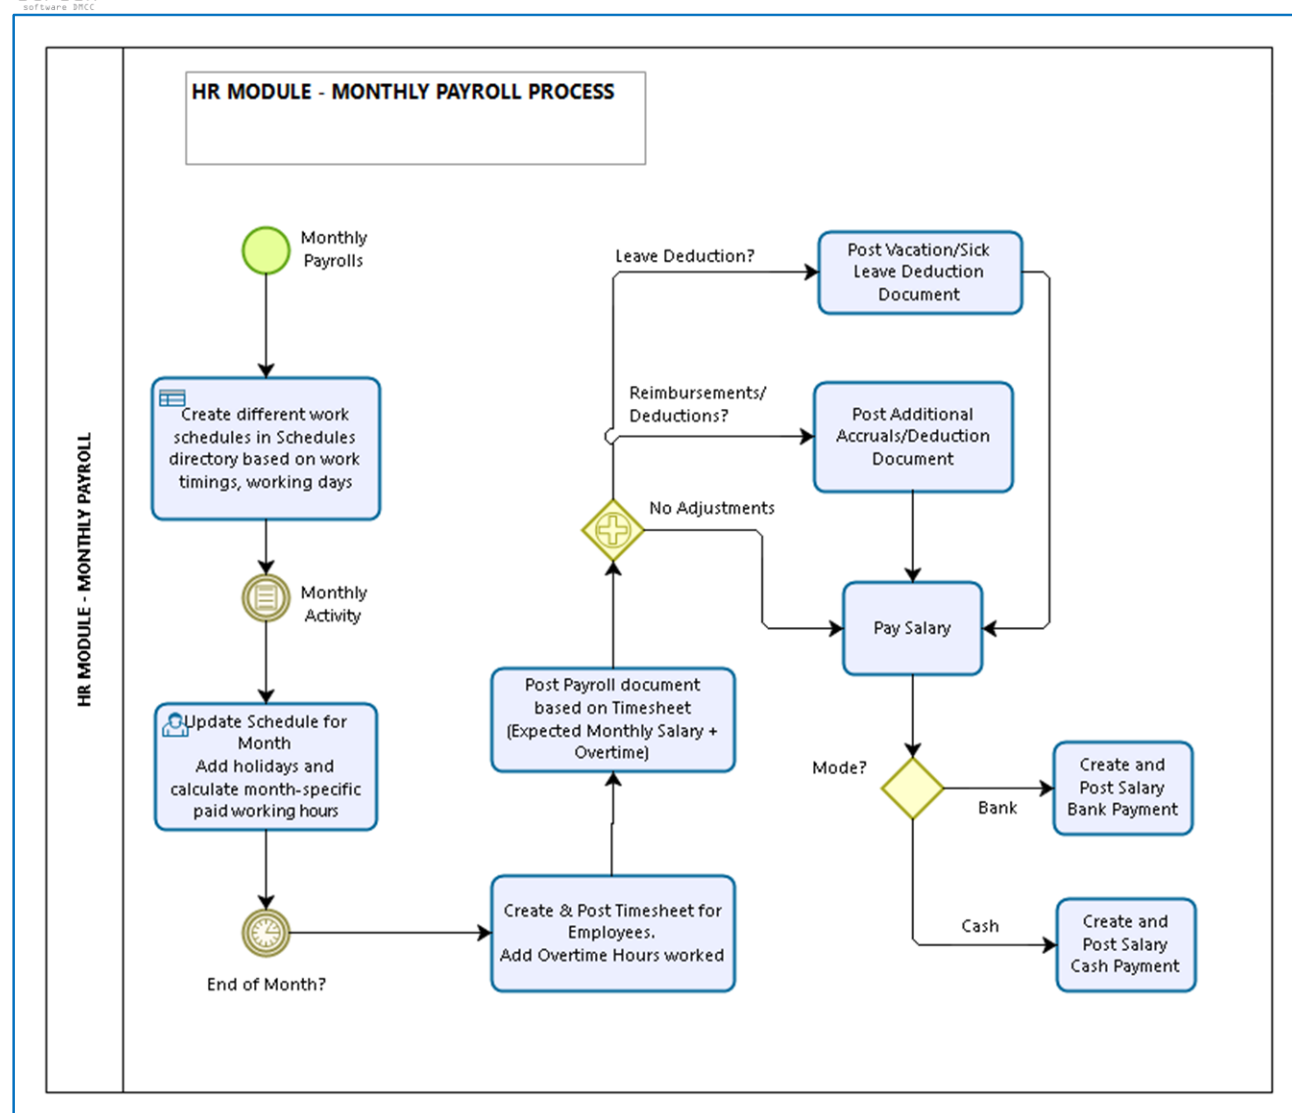 software DMCC
HR MODULE - MONTHLY PAYROLL PROCESS
HR MODULE - MONTHLY PAYROLL
Monthly
Payrolls
Create different work
schedules in Schedules
directory based on work
timings, working days
Monthly
Activity
Update Schedule for
Month
Add holidays and
calculate month-specific
paid working hours
End of Month?
Create & Post Timesheet for
Employees.
Add Overtime Hours worked
Post Payroll document
based on Timesheet
(Expected Monthly Salary +
Overtime)
Leave Deduction?
Post Vacation/Sick
Leave Deduction
Document
Reimbursements/
Deductions?
Post Additional
Accruals/Deduction
Document
No Adjustments
Pay Salary
Mode?
Bank
Create and
Post Salary
Bank Payment
Cash
Create and
Post Salary
Cash Payment